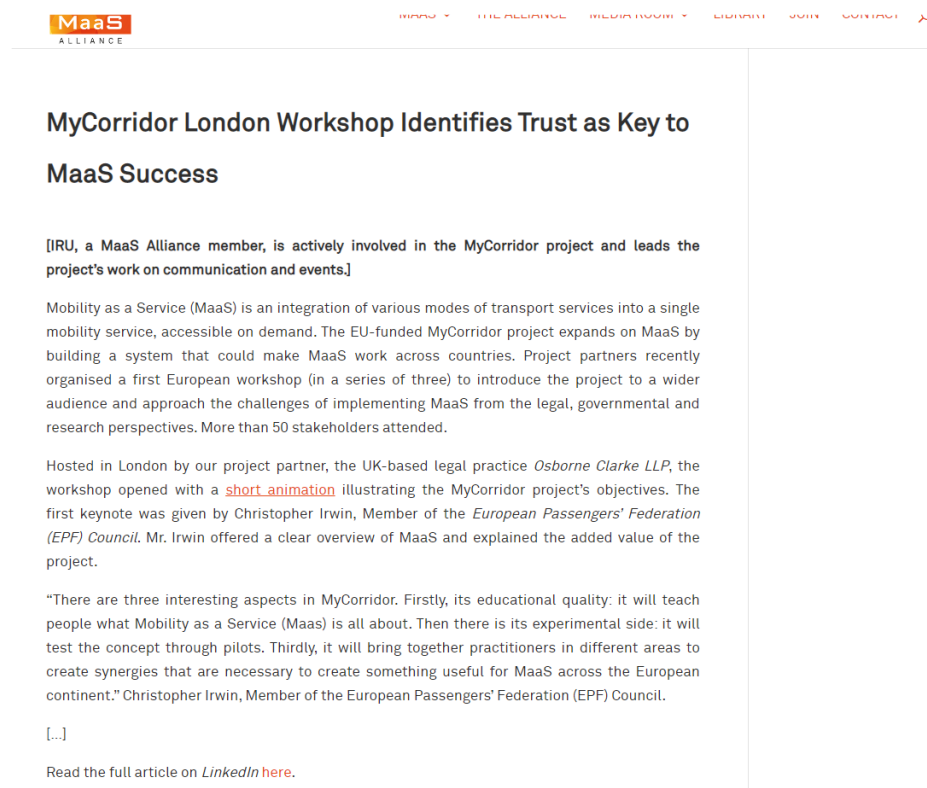 MaaS
ALLIANCE
MAAS THE ALLIANCE MEDIA ROOM LIBRARY JOIN CONTACT
MyCorridor London Workshop Identifies Trust as Key to
MaaS Success
[IRU, a MaaS Alliance member, is actively involved in the MyCorridor project and leads the
project’s work on communication and events.]
Mobility as a Service (MaaS) is an integration of various modes of transport services into a single
mobility service, accessible on demand. The EU-funded MyCorridor project expands on MaaS by
building a system that could make MaaS work across countries. Project partners recently
organised a first European workshop (in a series of three) to introduce the project to a wider
audience and approach the challenges of implementing MaaS from the legal, governmental and
research perspectives. More than 50 stakeholders attended.
Hosted in London by our project partner, the UK-based legal practice Osborne Clarke LLP, the
workshop opened with a short animation illustrating the MyCorridor project’s objectives. The
first keynote was given by Christopher Irwin, Member of the European Passengers’ Federation
(EPF) Council. Mr. Irwin offered a clear overview of MaaS and explained the added value of the
project.
“There are three interesting aspects in MyCorridor. Firstly, its educational quality: it will teach
people what Mobility as a Service (Maas) is all about. Then there is its experimental side: it will
test the concept through pilots. Thirdly, it will bring together practitioners in different areas to
create synergies that are necessary to create something useful for MaaS across the European
continent.” Christopher Irwin, Member of the European Passengers’ Federation (EPF) Council.
[…]
Read the full article on LinkedIn here.